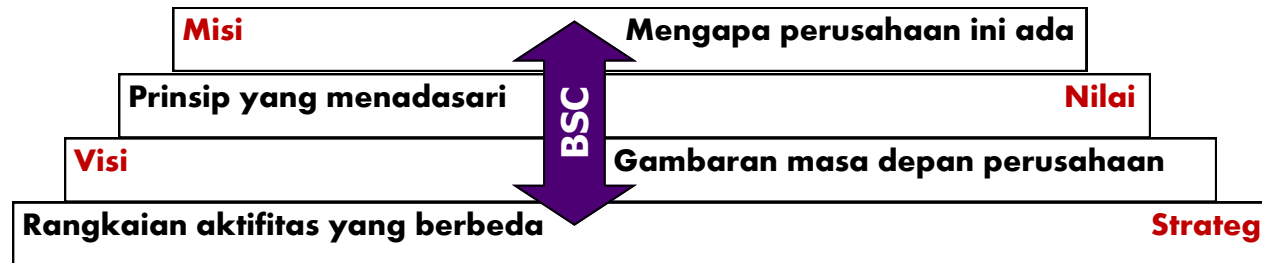 Misi Mengapa perusahaan ini ada
Prinsip yang menadasari Nilai
BSC
Visi Gambaran masa depan perusahaan
Rangkaian aktifitas yang berbeda Strateg